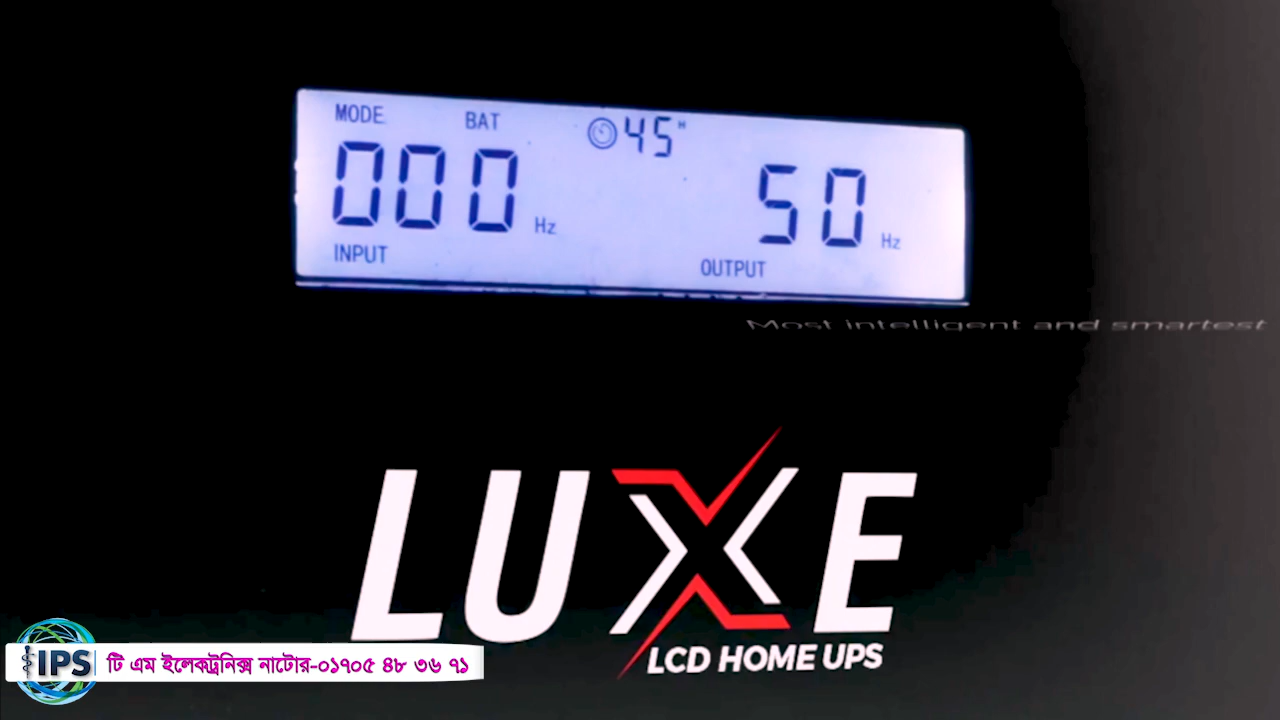 MODE BAT 45 H
000 Hz 50 Hz
INPUT OUTPUT
Most intelligent and smartest
LUXE
LCD HOME UPS
IPS টি এম ইলেকট্রনিক্স নাটোর-০১৭০৫ ৪৮ ৩৬ ৭১